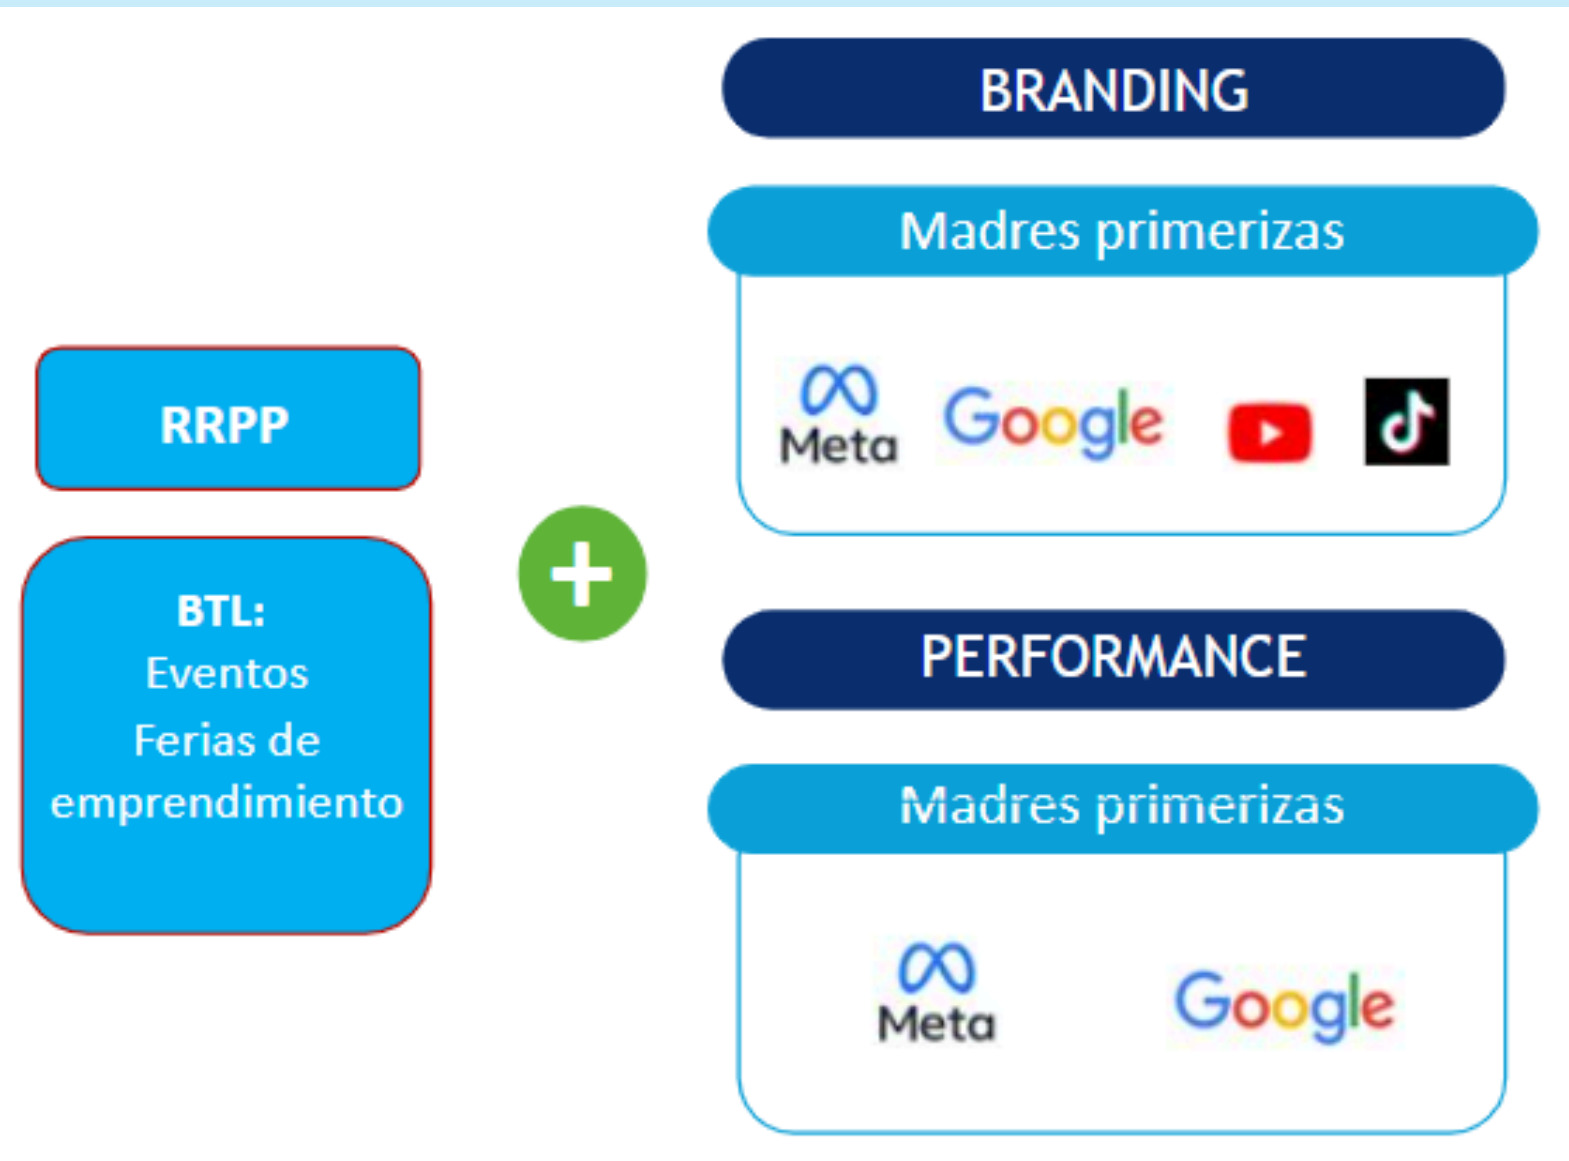 RRPP
BTL:
Eventos
Ferias de
emprendimiento
BRANDING
Madres primerizas
Meta
Google
PERFORMANCE
Madres primerizas
Meta
Google